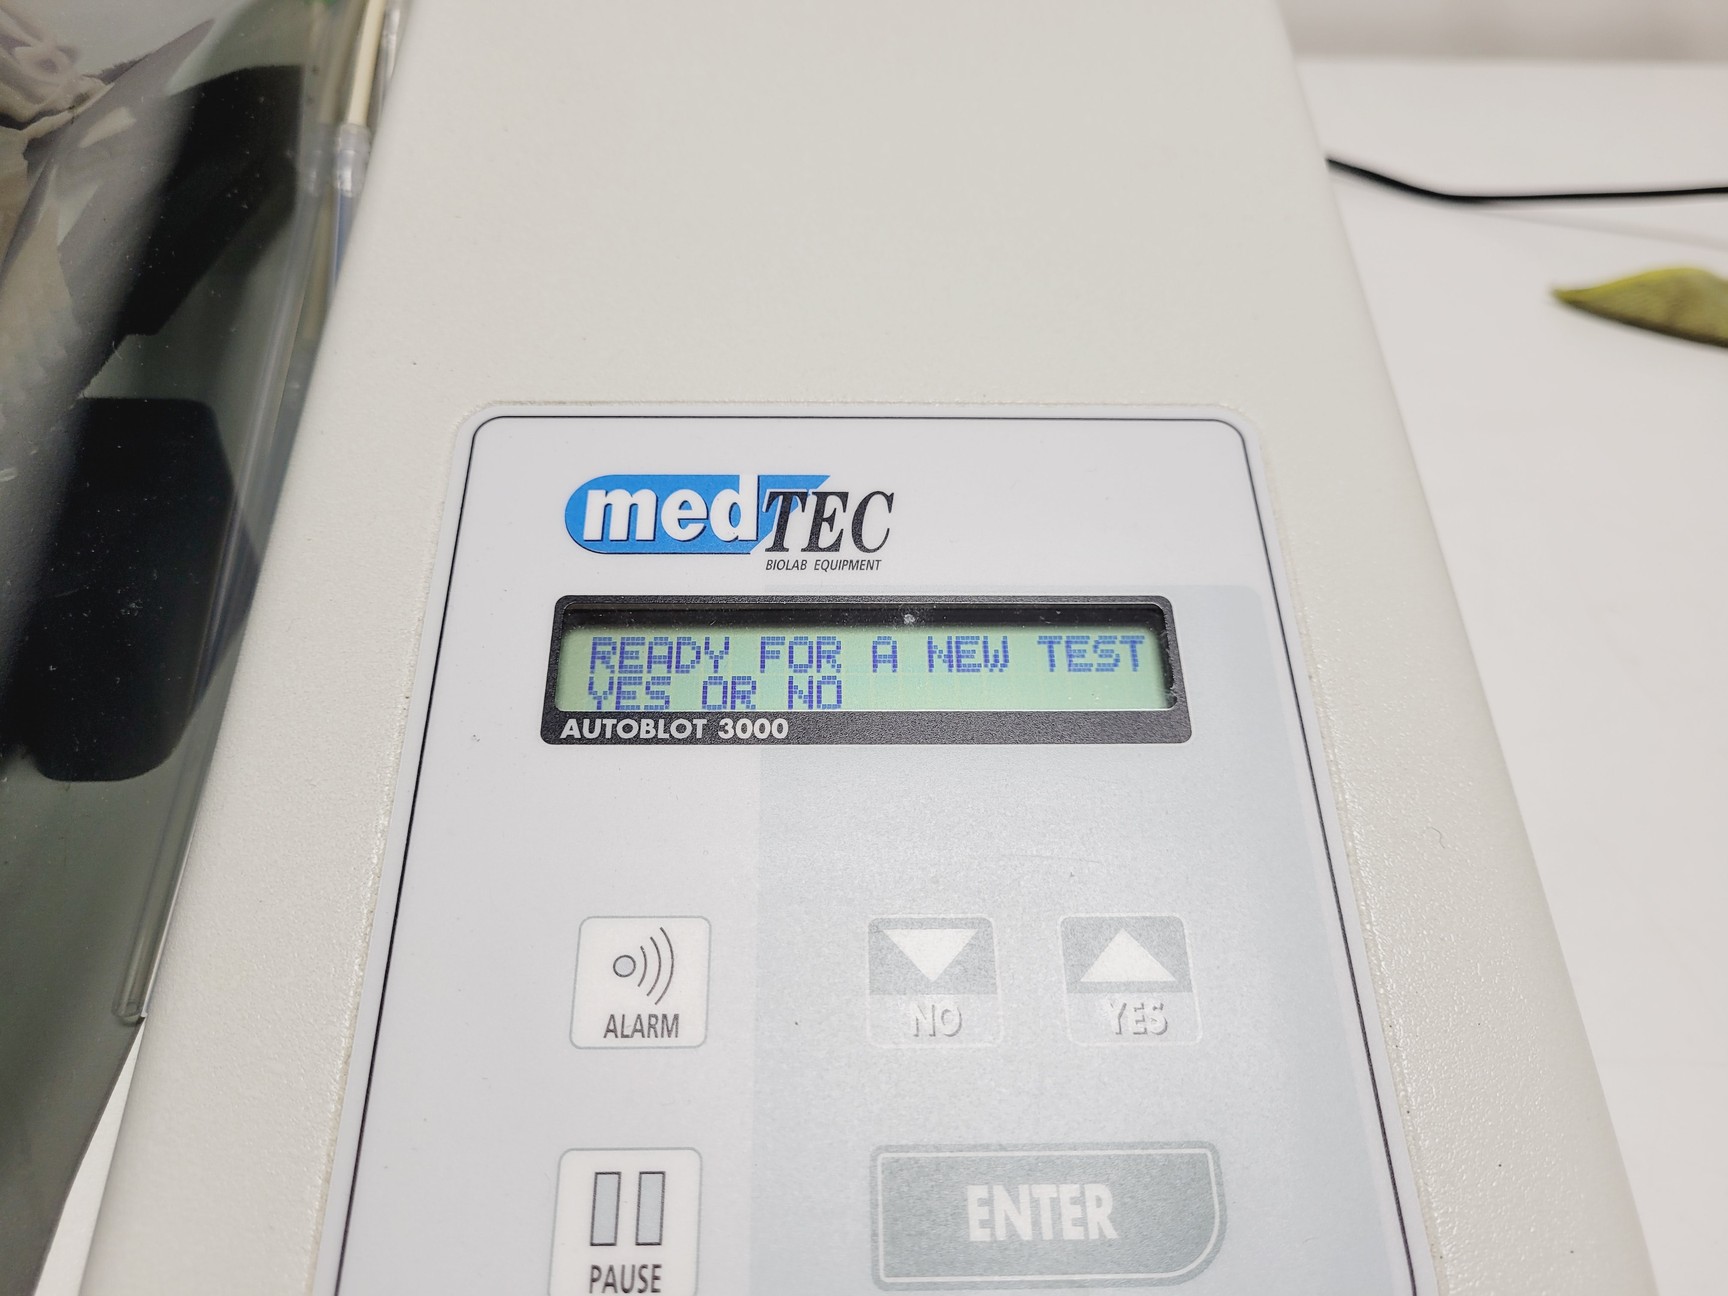 medTEC
BIOLAB EQUIPMENT
READY FOR A NEW TEST
YES OR NO
AUTOBLOT 3000
ALARM
NO
YES
PAUSE
ENTER